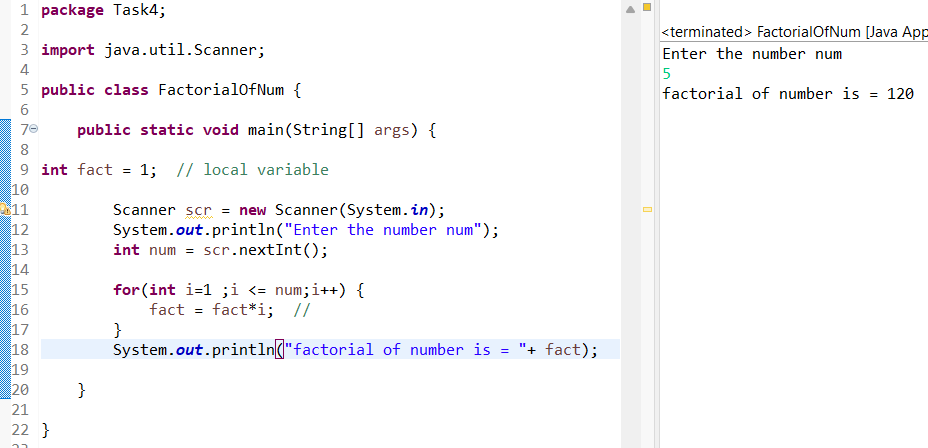 1 package Task4;
2
3 import java.util.Scanner;
4
5 public class FactorialOfNum {
6
7 public static void main(String[] args) {
8
9 int fact = 1;  // local variable
10
11 Scanner scr = new Scanner(System.in);
12 System.out.println("Enter the number num");
13 int num = scr.nextInt();
14
15 for(int i=1 ;i <= num;i++) {
16 fact = fact*i;  //
17 }
18 System.out.println("factorial of number is = "+ fact);
19
20 }
21
22 }
<terminated> FactorialOfNum [Java App
Enter the number num
5
factorial of number is = 120